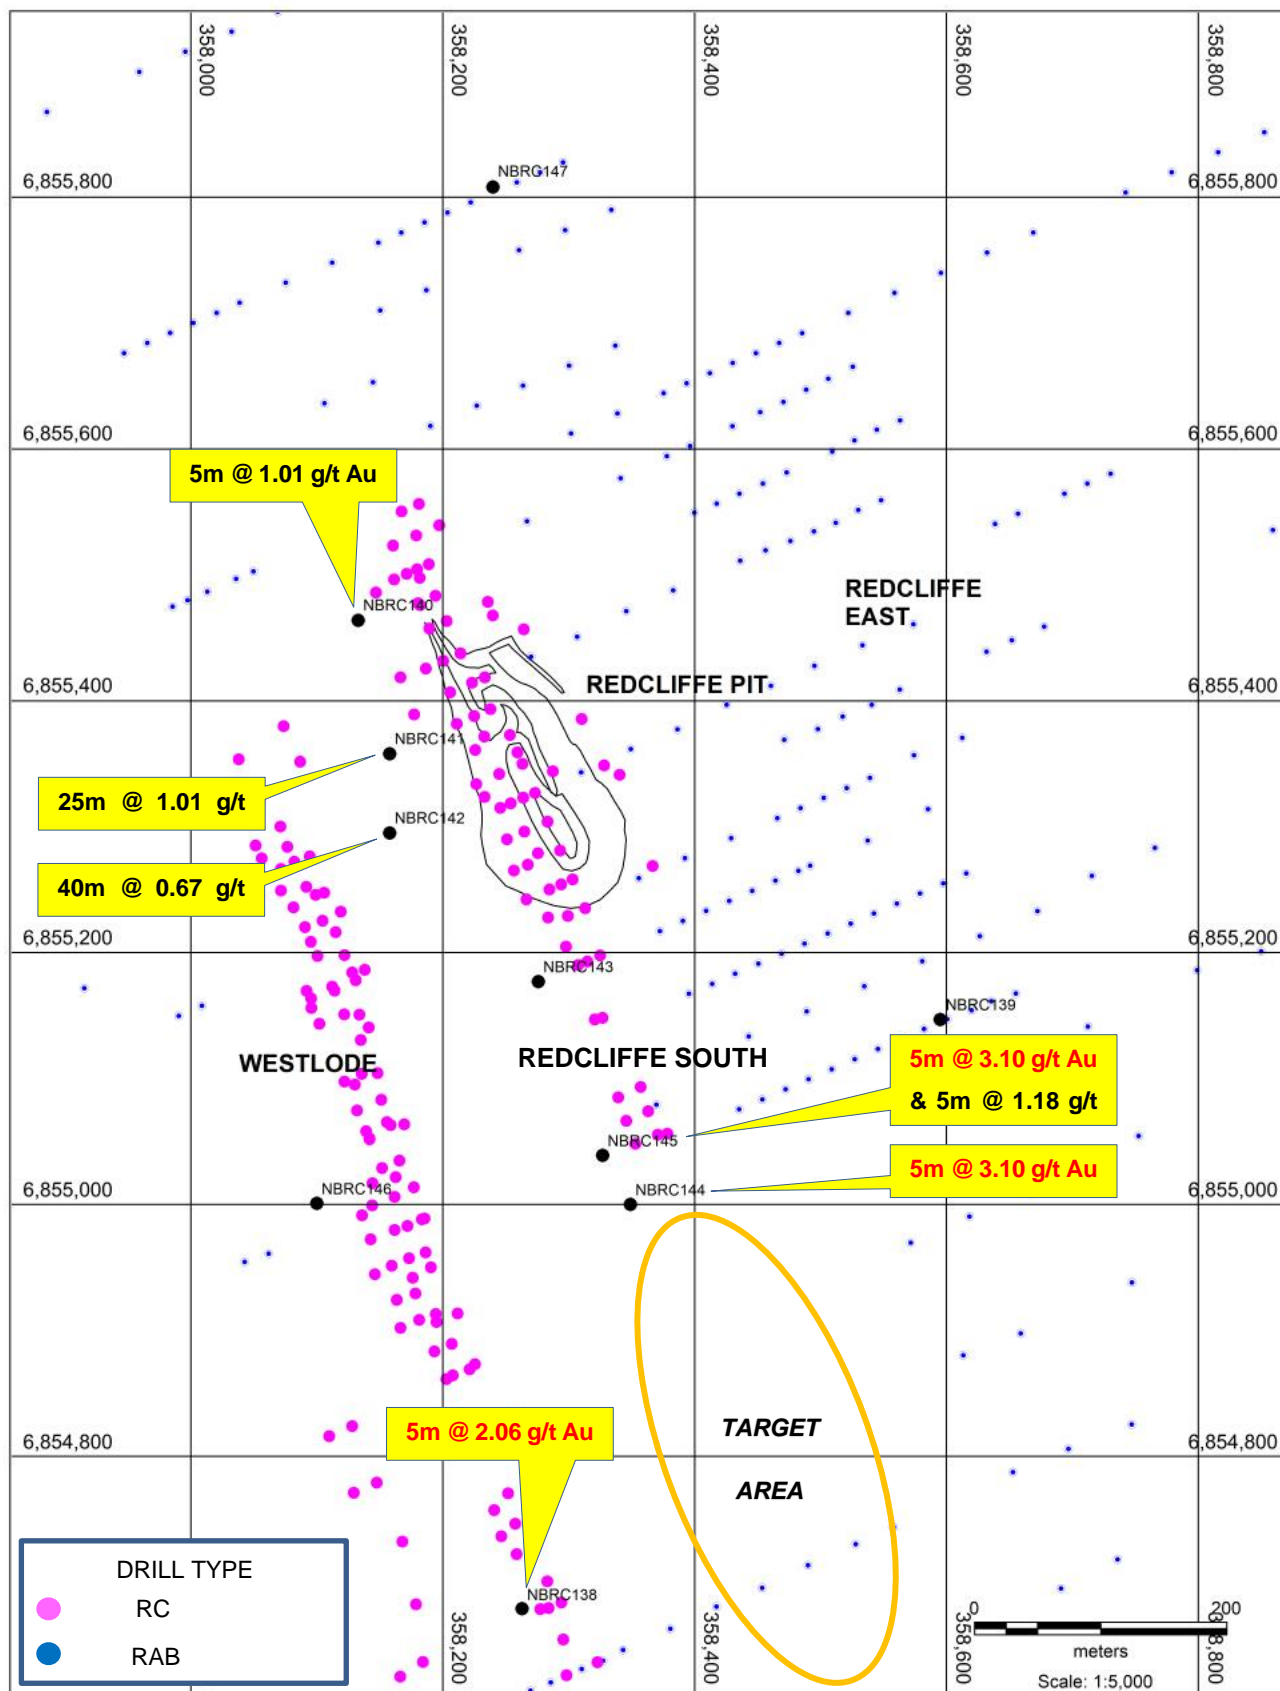 358,000
358,200
358,400
358,600
358,800
NBRC147
6,855,800
6,855,800
6,855,600
6,855,600
5m @ 1.01 g/t Au
NBRC140
REDCLIFFE
EAST
REDCLIFFE PIT
6,855,400
6,855,400
NBRC141
25m @ 1.01 g/t
NBRC142
40m @ 0.67 g/t
6,855,200
6,855,200
NBRC143
NBRC139
WESTLODE
REDCLIFFE SOUTH
5m @ 3.10 g/t Au
& 5m @ 1.18 g/t
NBRC145
5m @ 3.10 g/t Au
NBRC146
NBRC144
6,855,000
6,855,000
5m @ 2.06 g/t Au
TARGET
AREA
6,854,800
6,854,800
DRILL TYPE
RC
RAB
NBRC138
358,200
358,400
358,600
358,800
0 200
meters
Scale: 1:5,000